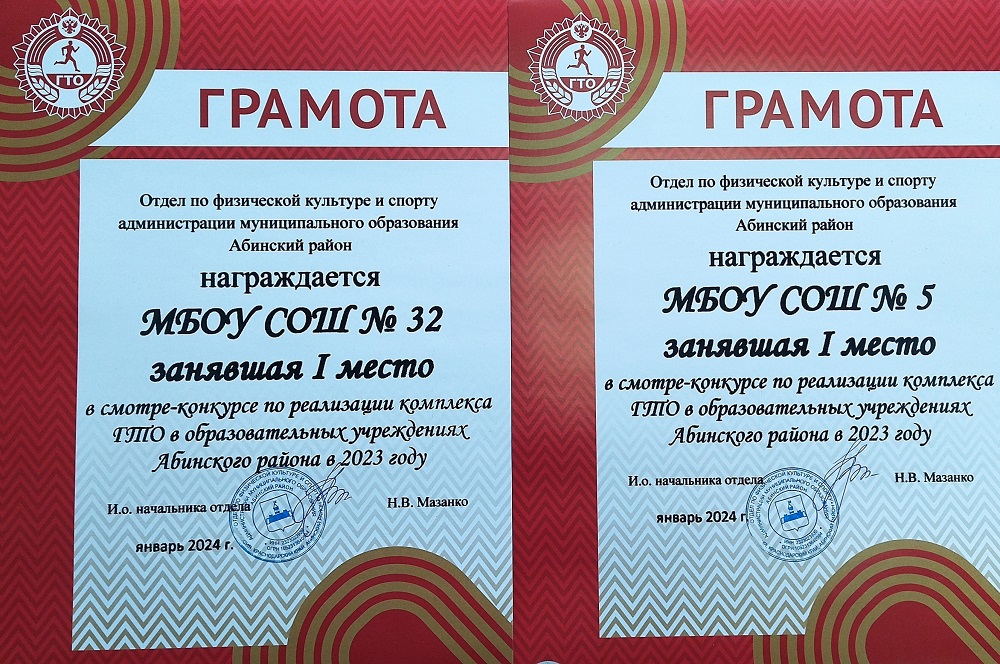 ГТО
ГРАМОТА
Отдел по физической культуре и спорту
администрации муниципального образования
Абинский район
награждается
МБОУ СОШ № 32
занявшая I место
в смотре-конкурсе по реализации комплекса
ГТО в образовательных учреждениях
Абинского района в 2023 году
И.о. начальника отдела
Н.В. Мазанко
январь 2024 г.
ГТО
ГРАМОТА
Отдел по физической культуре и спорту
администрации муниципального образования
Абинский район
награждается
МБОУ СОШ № 5
занявшая I место
в смотре-конкурсе по реализации комплекса
ГТО в образовательных учреждениях
Абинского района в 2023 году
И.о. начальника отдела
Н.В. Мазанко
январь 2024 г.